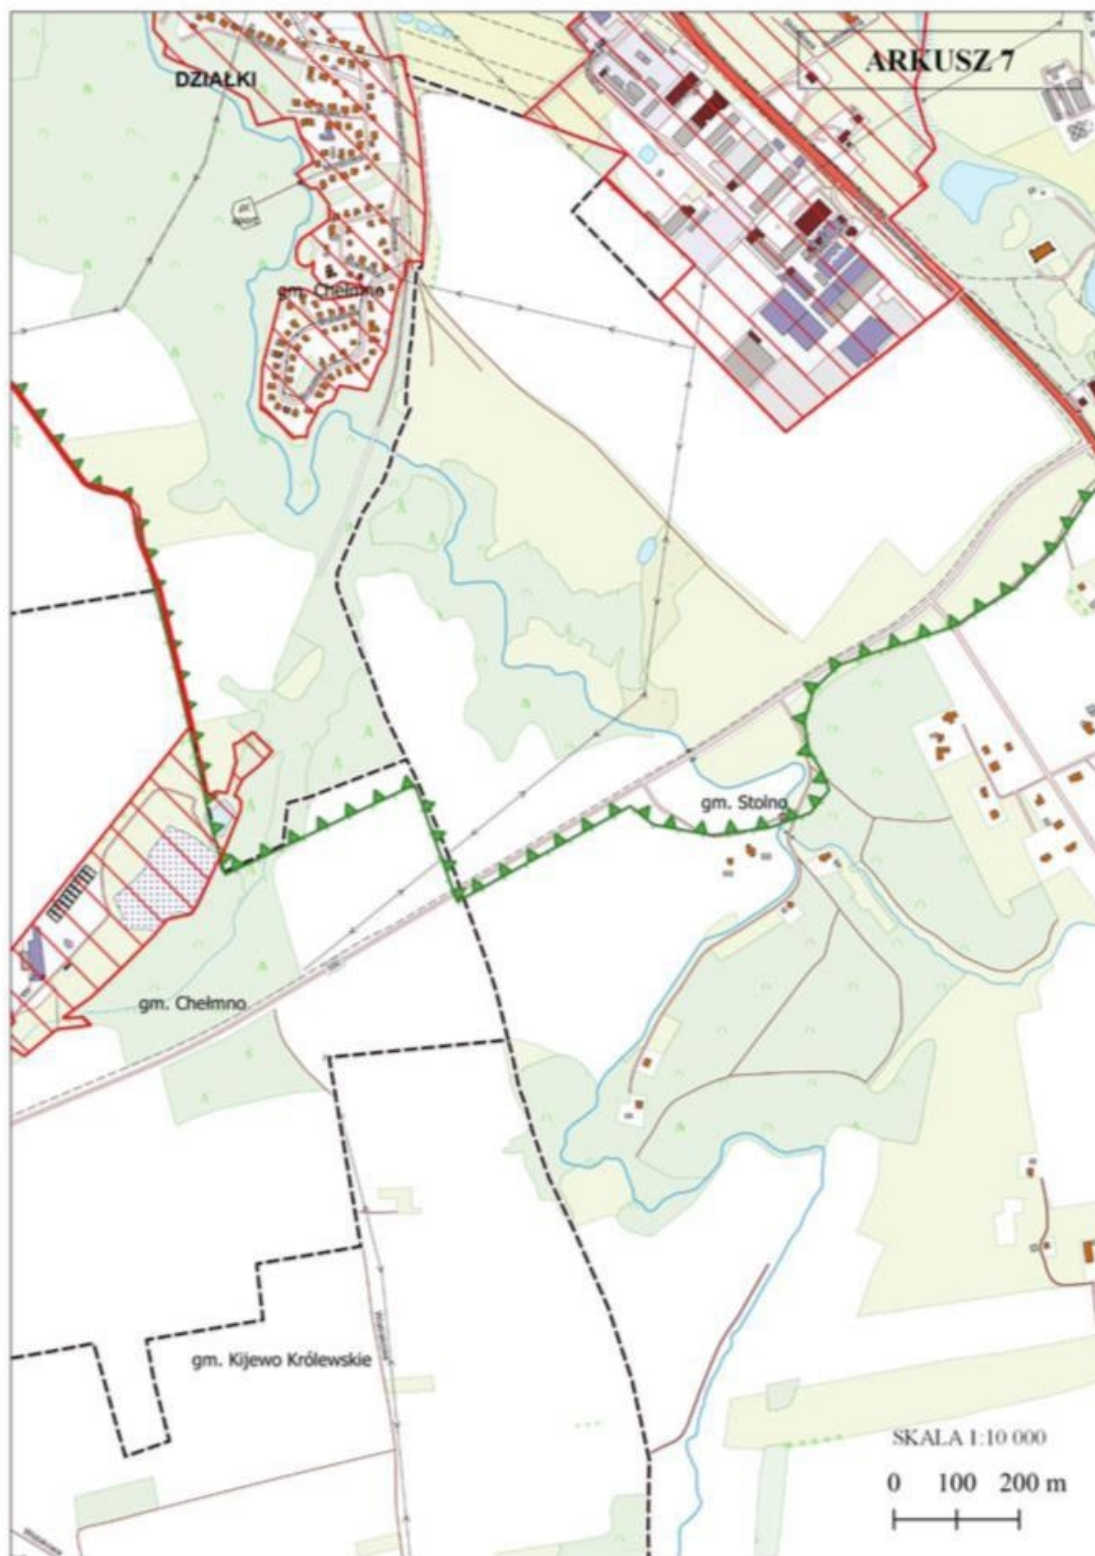 ARKUSZ 7
DZIAŁKI
gm. Chełmno
gm. Stolno
gm. Chełmno
gm. Kijewo Królewskie
SKALA 1:10 000
0 100 200 m